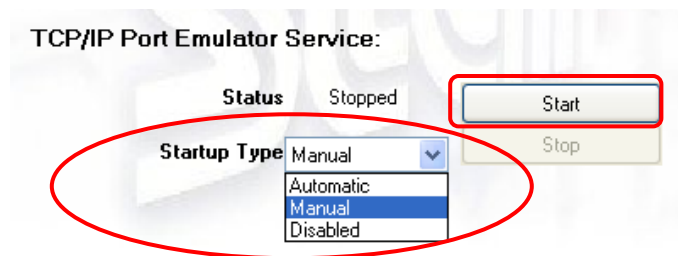 TCP/IP Port Emulator Service:
Status Stopped
Start
Startup Type Manual
Stop
Automatic
Manual
Disabled